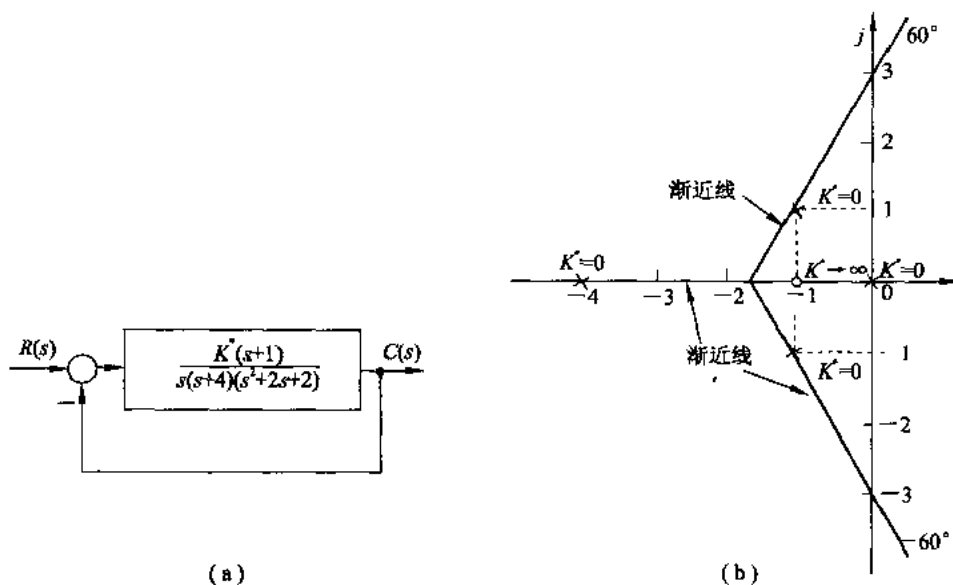 R(s)
K*(s+1)
s(s+4)(s²+2s+2)
C(s)
−
(a)
j
60°
3
2
渐近线
K*=0
1
K*=0
K*→∞
K*=0
−4
−3
−2
−1
0
渐近线
K*=0
1
−2
−3
−60°
(b)